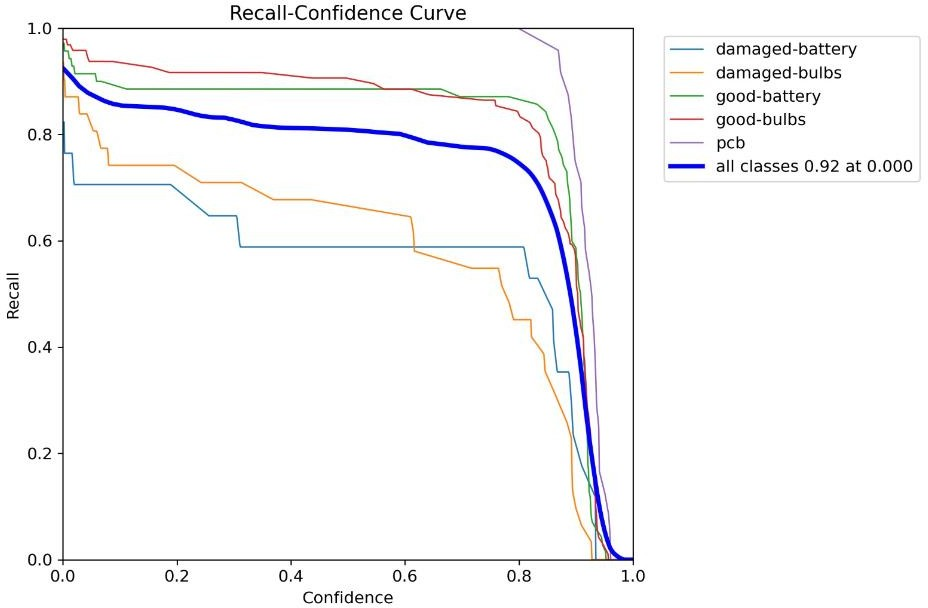 Recall-Confidence Curve
1.0
0.8
0.6
0.4
0.2
0.0
Recall
0.0 0.2 0.4 0.6 0.8 1.0
Confidence
damaged-battery
damaged-bulbs
good-battery
good-bulbs
pcb
all classes 0.92 at 0.000